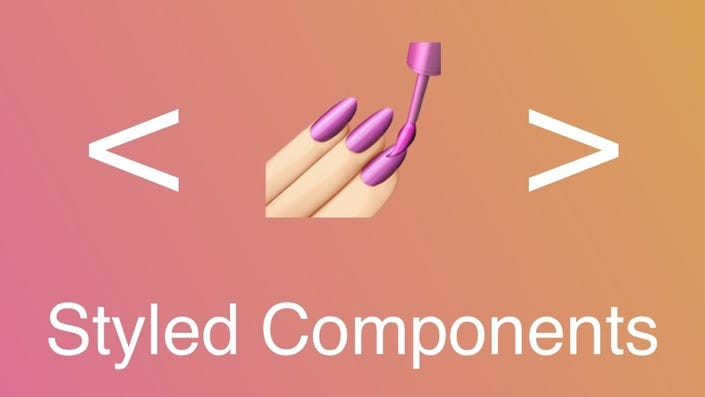 < 💅🏻 >
Styled Components